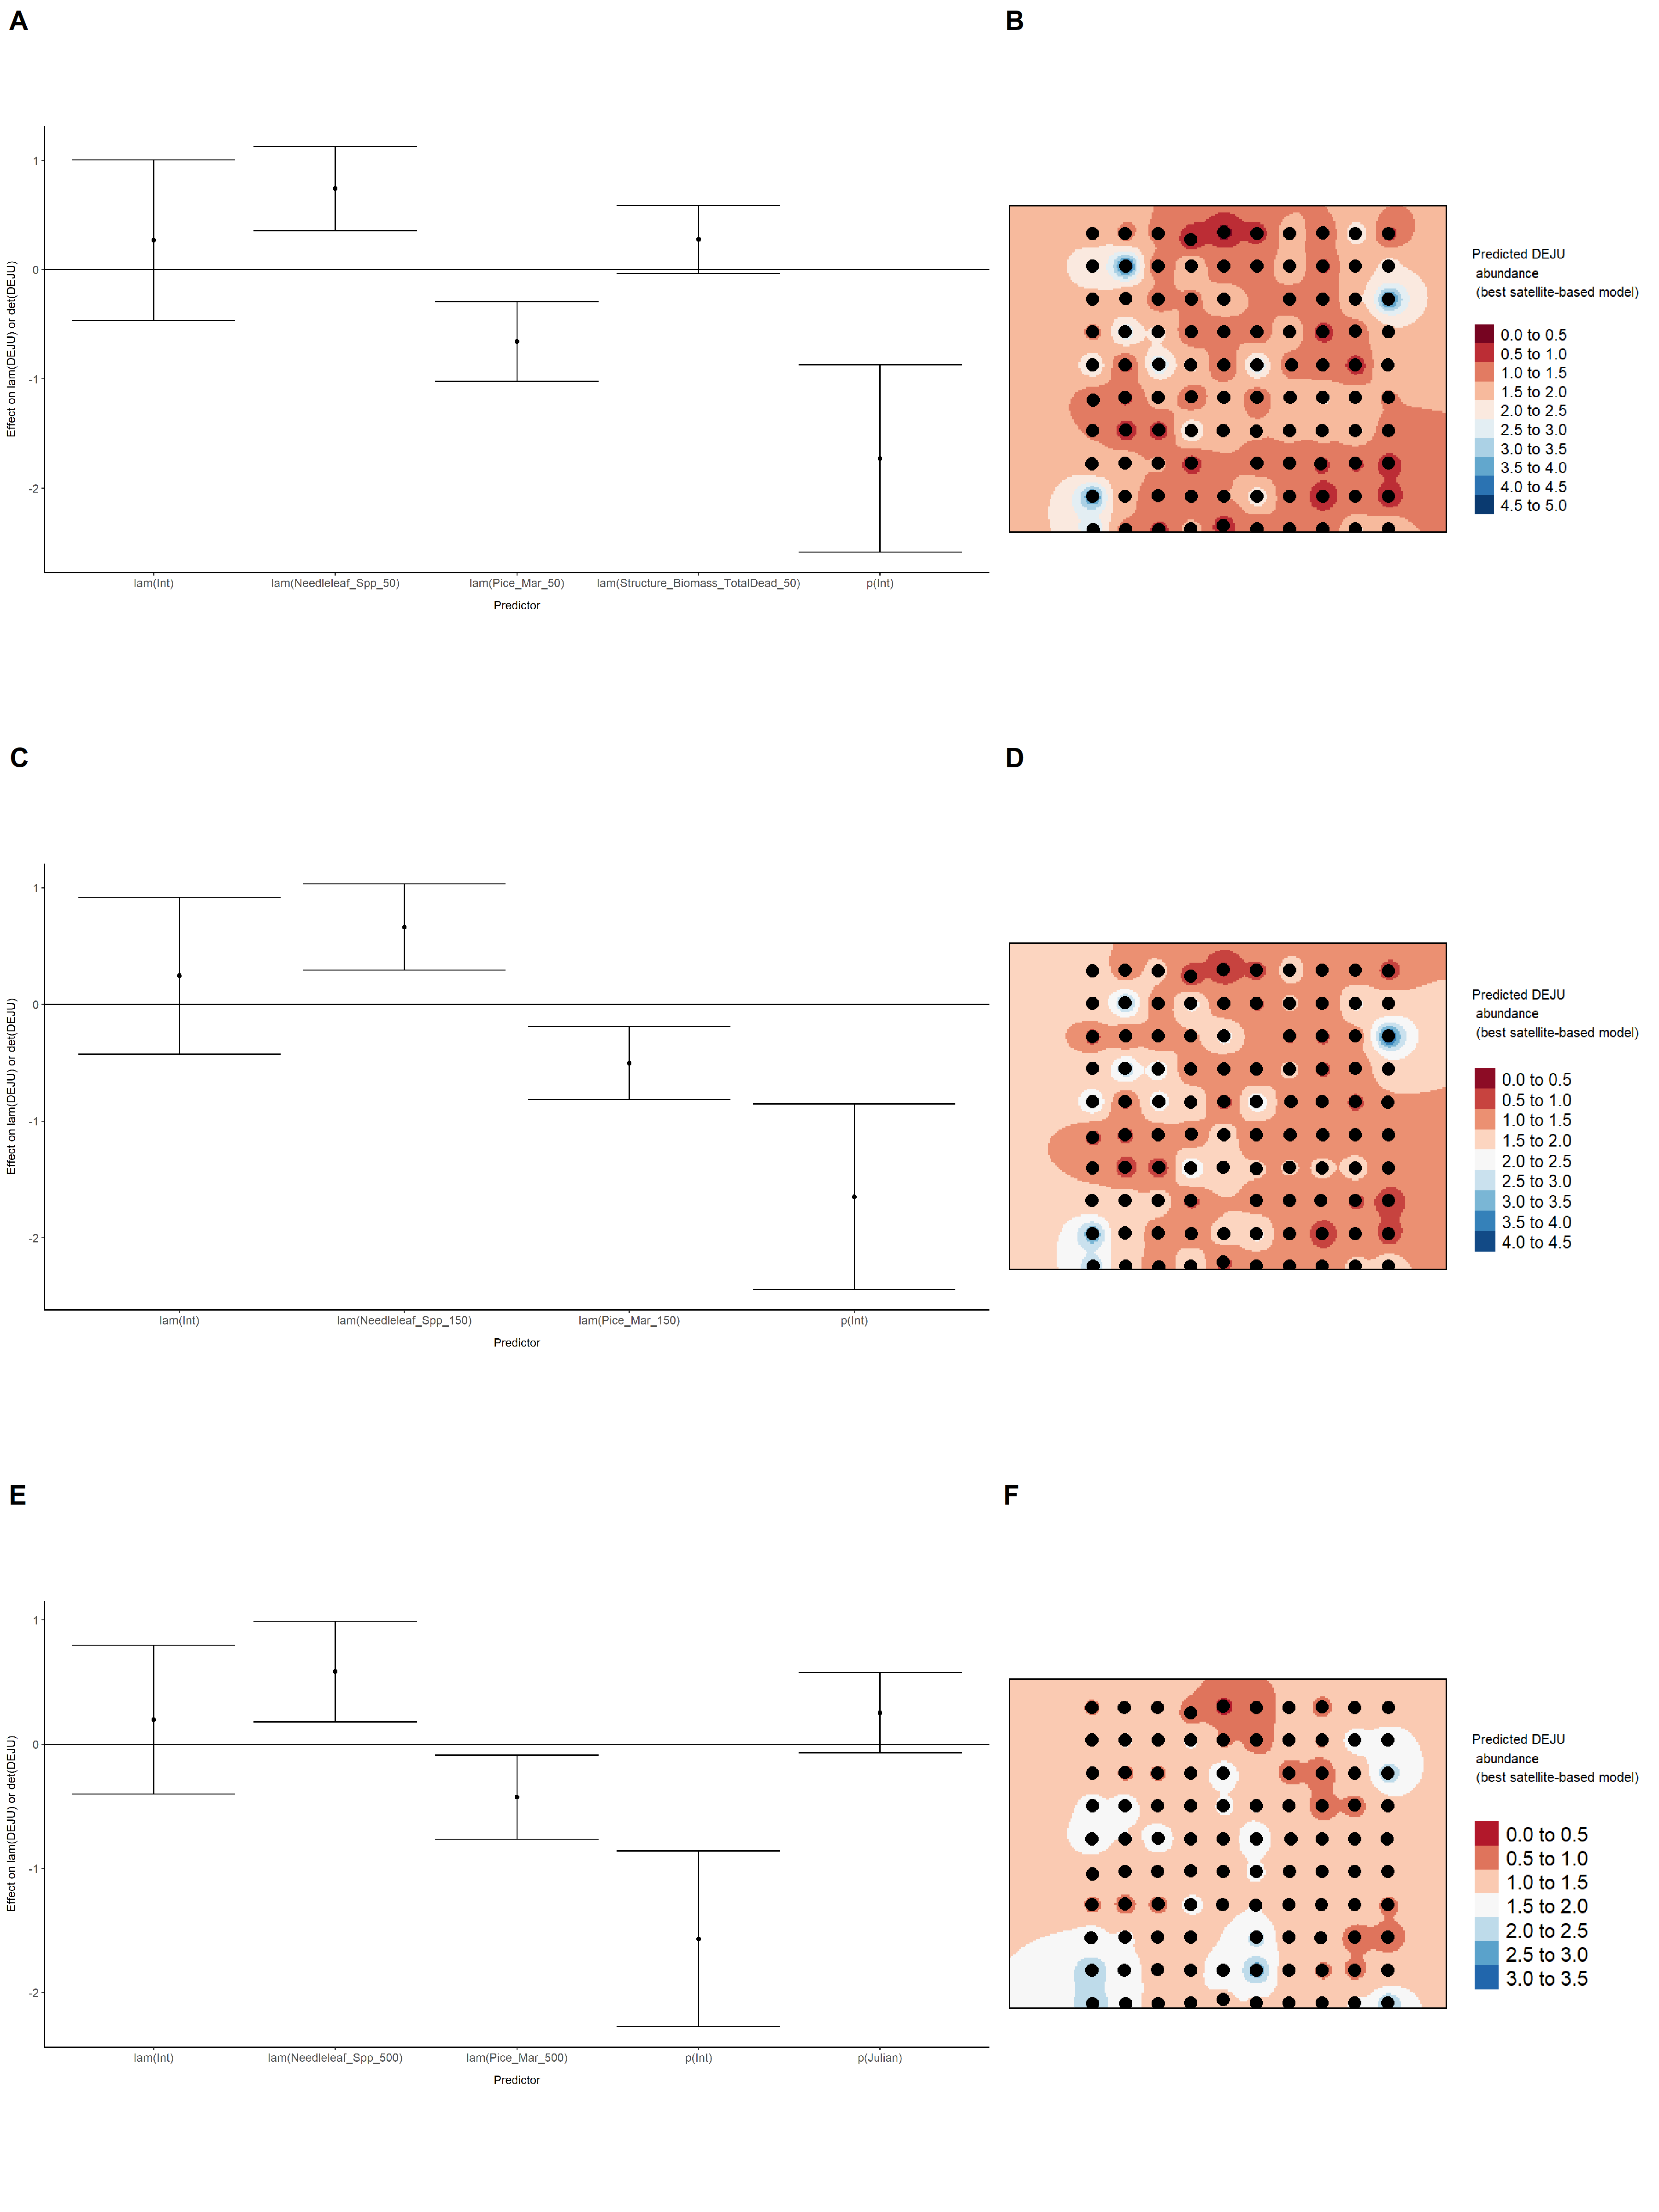 A
B
Effect on lam(DEJU) or det(DEJU)
1
0
-1
-2
lam(Int)
lam(Needleleaf_Spp_50)
lam(Pice_Mar_50)
lam(Structure_Biomass_TotalDead_50)
p(Int)
Predictor
Predicted DEJU
abundance
(best satellite-based model)
0.0 to 0.5
0.5 to 1.0
1.0 to 1.5
1.5 to 2.0
2.0 to 2.5
2.5 to 3.0
3.0 to 3.5
3.5 to 4.0
4.0 to 4.5
4.5 to 5.0
C
D
Effect on lam(DEJU) or det(DEJU)
1
0
-1
-2
lam(Int)
lam(Needleleaf_Spp_150)
lam(Pice_Mar_150)
p(Int)
Predictor
Predicted DEJU
abundance
(best satellite-based model)
0.0 to 0.5
0.5 to 1.0
1.0 to 1.5
1.5 to 2.0
2.0 to 2.5
2.5 to 3.0
3.0 to 3.5
3.5 to 4.0
4.0 to 4.5
E
F
Effect on lam(DEJU) or det(DEJU)
1
0
-1
-2
lam(Int)
lam(Needleleaf_Spp_500)
lam(Pice_Mar_500)
p(Int)
p(Julian)
Predictor
Predicted DEJU
abundance
(best satellite-based model)
0.0 to 0.5
0.5 to 1.0
1.0 to 1.5
1.5 to 2.0
2.0 to 2.5
2.5 to 3.0
3.0 to 3.5